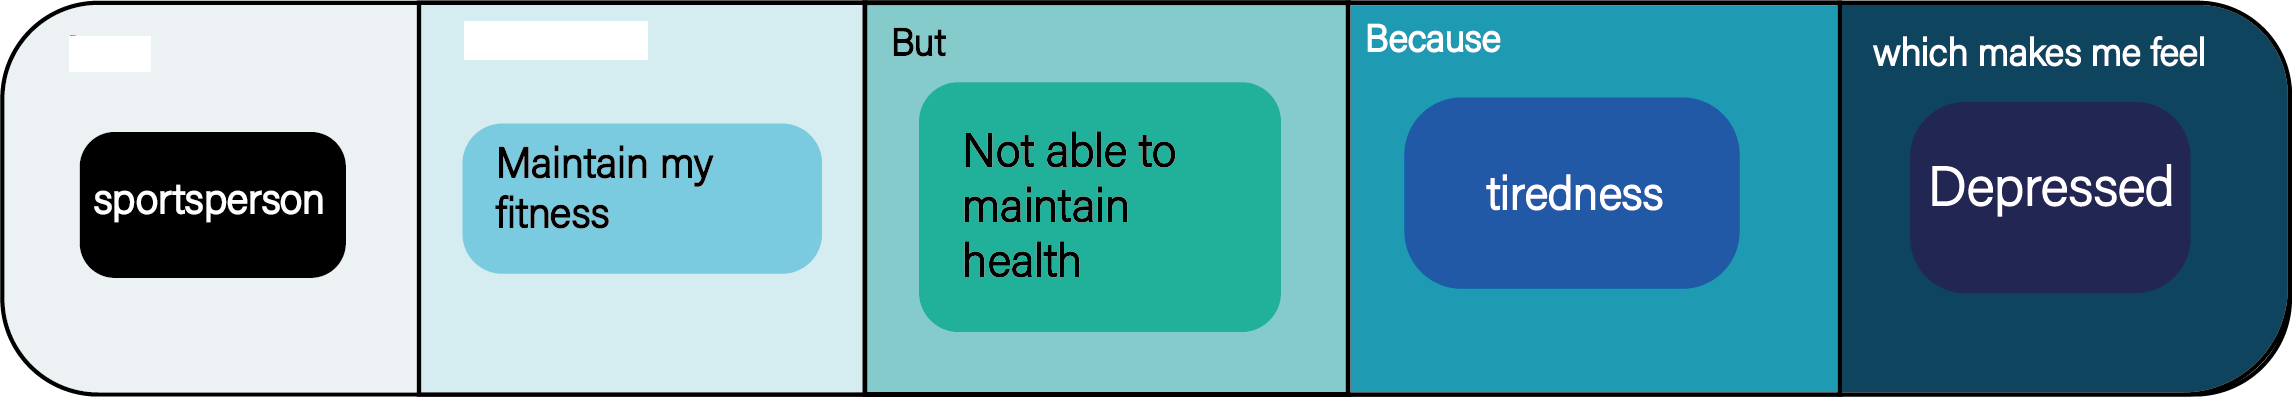 sportsperson
Maintain my
fitness
But
Not able to
maintain
health
Because
tiredness
which makes me feel
Depressed